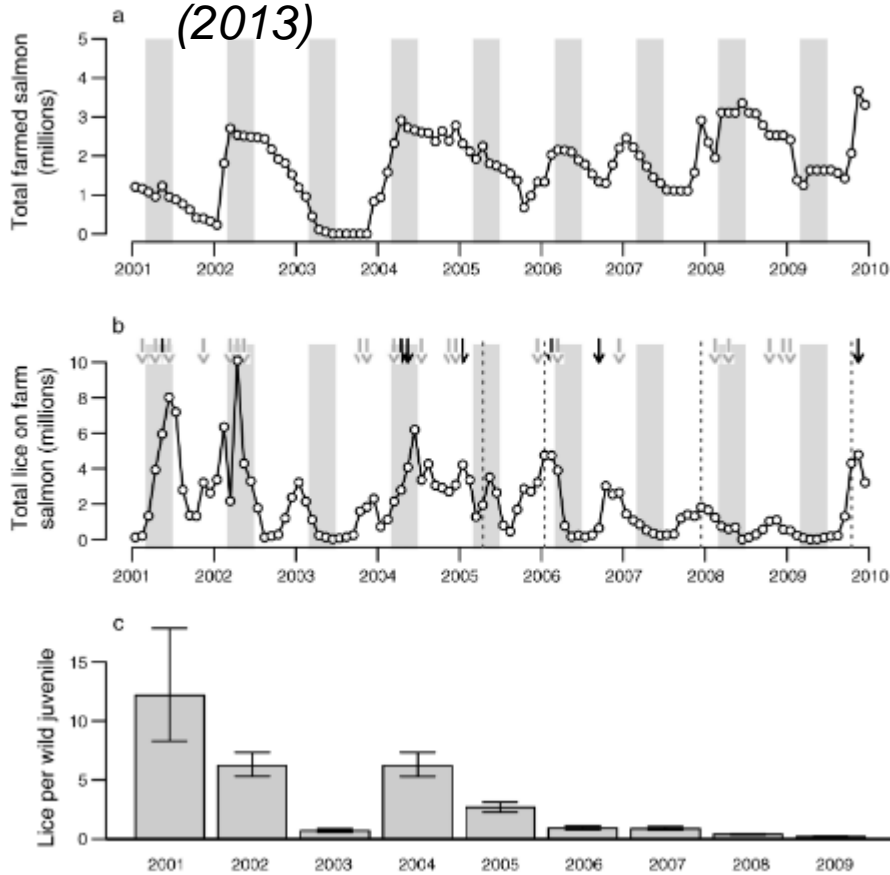 (2013)
a
Total farmed salmon
(millions)
5
4
3
2
1
0
2001 2002 2003 2004 2005 2006 2007 2008 2009 2010
b
Total lice on farm
salmon (millions)
10
8
6
4
2
0
2001 2002 2003 2004 2005 2006 2007 2008 2009 2010
c
Lice per wild juvenile
15
10
5
0
2001 2002 2003 2004 2005 2006 2007 2008 2009